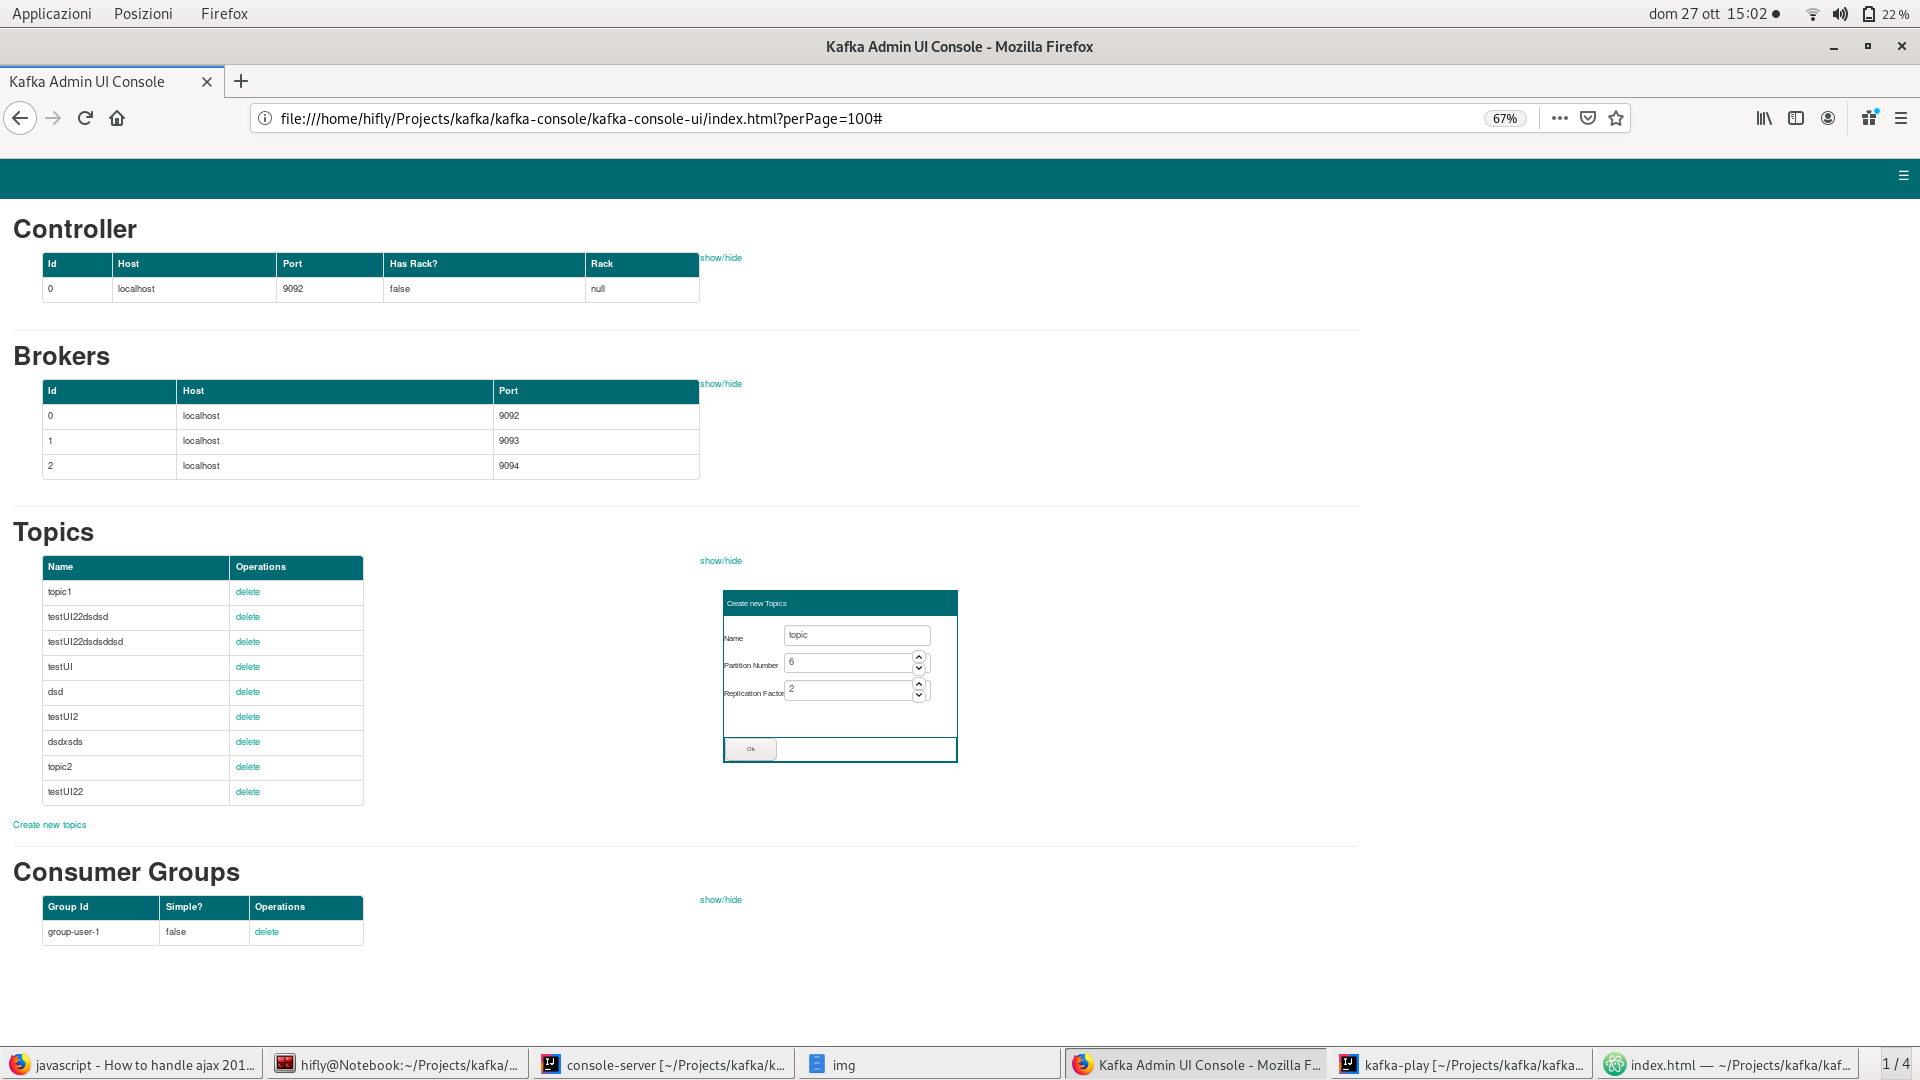 Applicazioni Posizioni Firefox dom 27 ott 15:02 22 %
Kafka Admin UI Console - Mozilla Firefox
Kafka Admin UI Console
file:///home/hifly/Projects/kafka/kafka-console/kafka-console-ui/index.html?perPage=100# 67%
Controller
Id Host Port Has Rack? Rack show/hide
0 localhost 9092 false null
Brokers
Id Host Port show/hide
0 localhost 9092
1 localhost 9093
2 localhost 9094
Topics
Name Operations show/hide
topic1 delete
testUI22dsdsd delete
testUI22dsdsddsd delete
testUI delete
dsd delete
testUI2 delete
dsdxsds delete
topic2 delete
testUI22 delete
Create new Topics
Name topic
Partition Number 6
Replication Factor 2
Ok
Create new topics
Consumer Groups
Group Id Simple? Operations show/hide
group-user-1 false delete
javascript - How to handle ajax 201... hifly@Notebook:~/Projects/kafka/... console-server [~/Projects/kafka/k... img Kafka Admin UI Console - Mozilla F... kafka-play [~/Projects/kafka/kafka... index.html — ~/Projects/kafka/kaf... 1 / 4